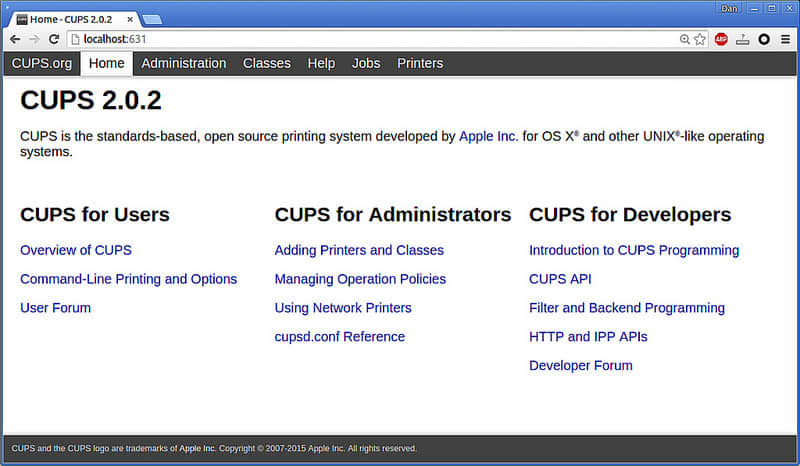 Dan
Home - CUPS 2.0.2
localhost:631
ABP
CUPS.org Home Administration Classes Help Jobs Printers
CUPS 2.0.2
CUPS is the standards-based, open source printing system developed by Apple Inc. for OS X® and other UNIX®-like operating
systems.
CUPS for Users
Overview of CUPS
Command-Line Printing and Options
User Forum
CUPS for Administrators
Adding Printers and Classes
Managing Operation Policies
Using Network Printers
cupsd.conf Reference
CUPS for Developers
Introduction to CUPS Programming
CUPS API
Filter and Backend Programming
HTTP and IPP APIs
Developer Forum
CUPS and the CUPS logo are trademarks of Apple Inc. Copyright © 2007-2015 Apple Inc. All rights reserved.